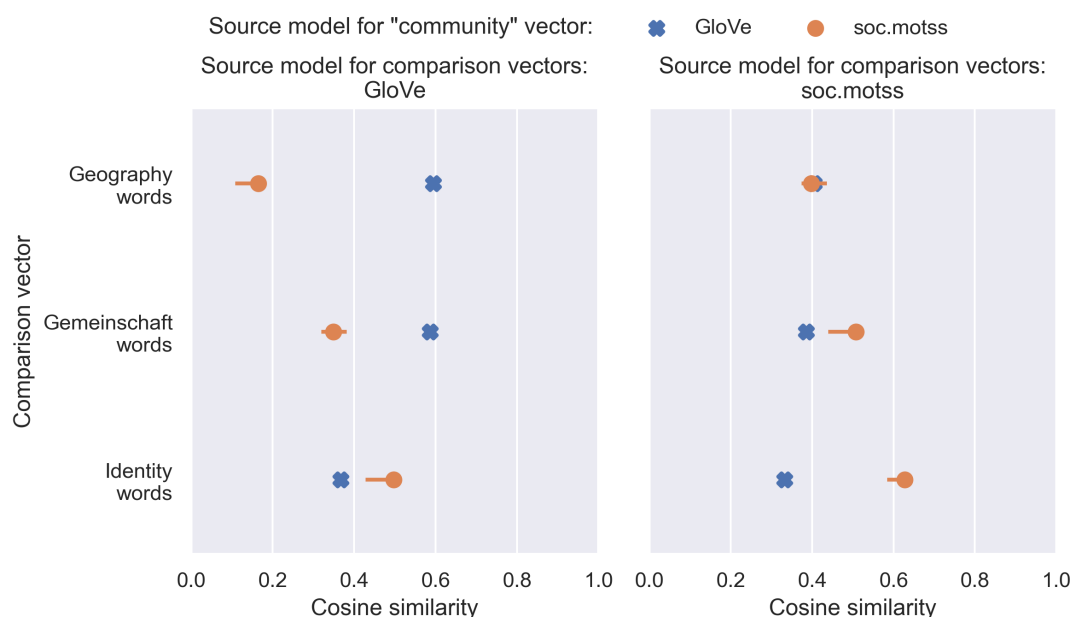 Source model for "community" vector:
GloVe
soc.motss
Source model for comparison vectors:
GloVe
Source model for comparison vectors:
soc.motss
Comparison vector
Geography
words
Gemeinschaft
words
Identity
words
0.0 0.2 0.4 0.6 0.8 1.0
Cosine similarity
0.0 0.2 0.4 0.6 0.8 1.0
Cosine similarity